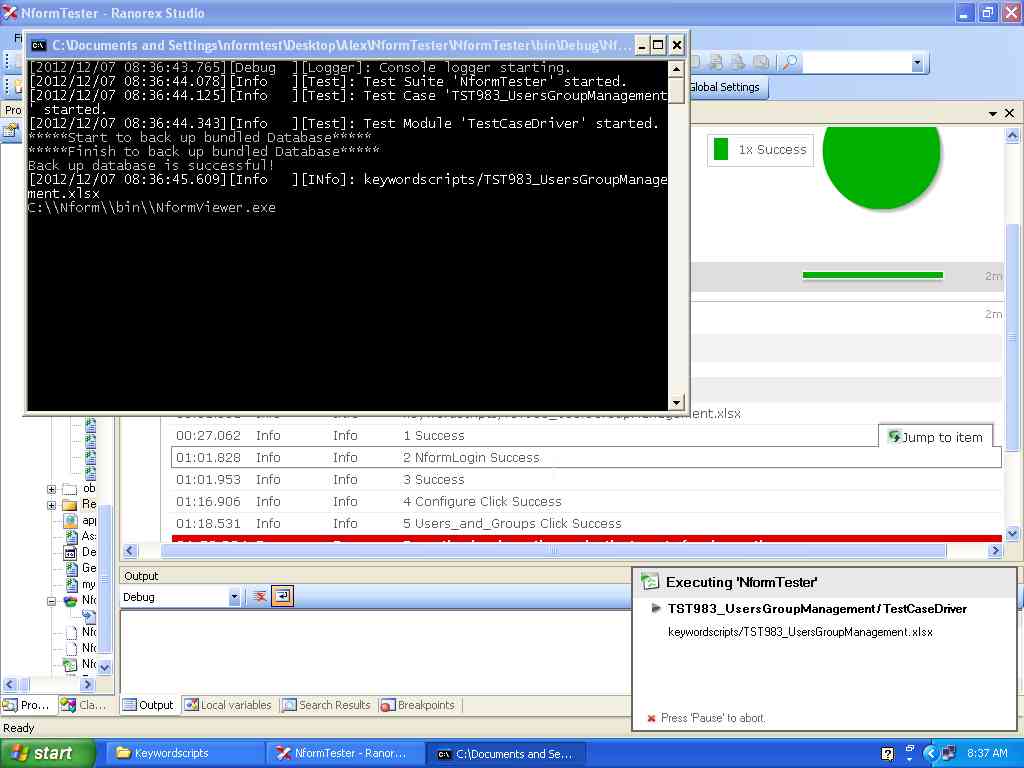 NformTester - Ranorex Studio
C:\Documents and Settings\nformtest\Desktop\Alex\NformTester\NformTester\bin\Debug\Nf...
[2012/12/07 08:36:43.765][Debug  ][Logger]: Console logger starting.
[2012/12/07 08:36:44.078][Info   ][Test]: Test Suite 'NformTester' started.
[2012/12/07 08:36:44.125][Info   ][Test]: Test Case 'TST983_UsersGroupManagement
' started.
[2012/12/07 08:36:44.343][Info   ][Test]: Test Module 'TestCaseDriver' started.
*****Start to back up bundled Database*****
*****Finish to back up bundled Database*****
Back up database is successful!
[2012/12/07 08:36:45.609][Info   ][INfo]: keywordscripts/TST983_UsersGroupManage
ment.xlsx
C:\\Nform\\bin\\NformViewer.exe
Global Settings
Pro
1x Success
2m
2m
.xlsx
00:27.062 Info Info 1 Success
Jump to item
01:01.828 Info Info 2 NformLogin Success
01:01.953 Info Info 3 Success
01:16.906 Info Info 4 Configure Click Success
01:18.531 Info Info 5 Users_and_Groups Click Success
ob
Re
app
As
De
Ge
my
Nfo
Nfo
Nfo
Nfo
Output
Debug
Executing 'NformTester'
TST983_UsersGroupManagement / TestCaseDriver
keywordscripts/TST983_UsersGroupManagement.xlsx
Press 'Pause' to abort.
Pro... Cla... Output Local variables Search Results Breakpoints
Ready
start Keywordscripts NformTester - Ranor... C:\Documents and Se... 8:37 AM